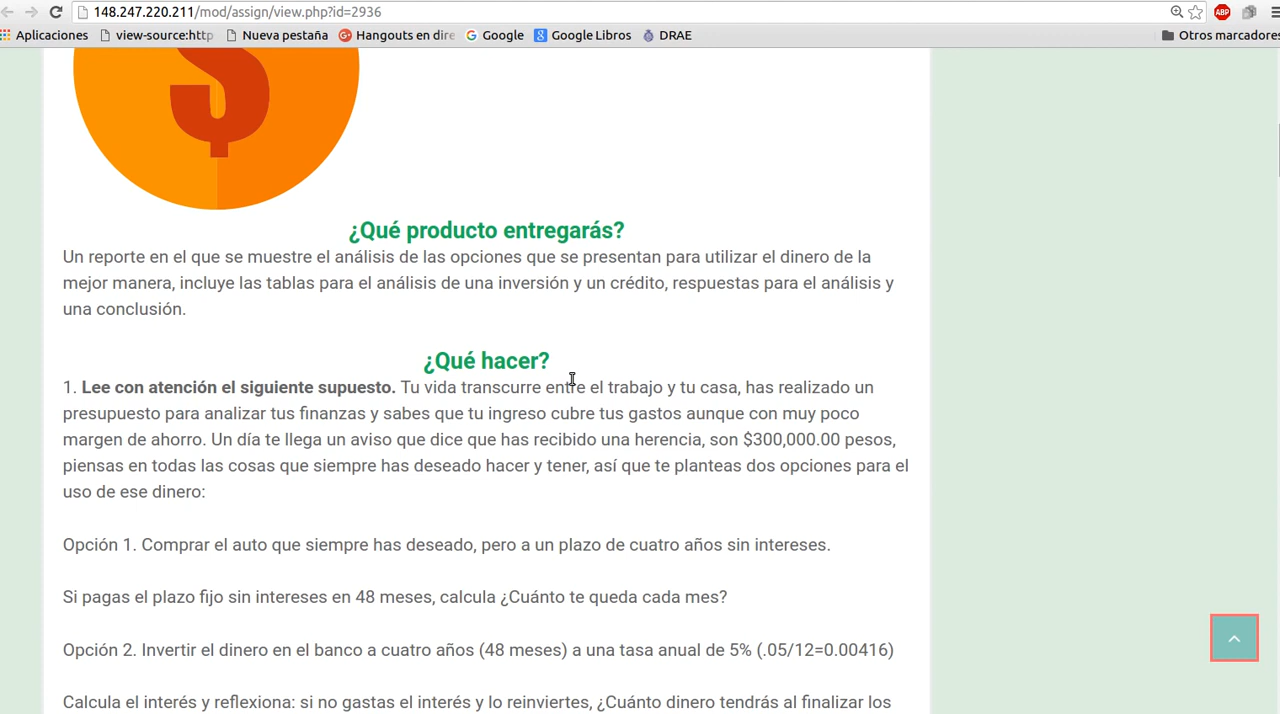 148.247.220.211/mod/assign/view.php?id=2936
ABP
Aplicaciones view-source:http Nueva pestaña Hangouts en dire Google Google Libros DRAE Otros marcadores
$
¿Qué producto entregarás?
Un reporte en el que se muestre el análisis de las opciones que se presentan para utilizar el dinero de la
mejor manera, incluye las tablas para el análisis de una inversión y un crédito, respuestas para el análisis y
una conclusión.
¿Qué hacer?
1. Lee con atención el siguiente supuesto. Tu vida transcurre entre el trabajo y tu casa, has realizado un
presupuesto para analizar tus finanzas y sabes que tu ingreso cubre tus gastos aunque con muy poco
margen de ahorro. Un día te llega un aviso que dice que has recibido una herencia, son $300,000.00 pesos,
piensas en todas las cosas que siempre has deseado hacer y tener, así que te planteas dos opciones para el
uso de ese dinero:
Opción 1. Comprar el auto que siempre has deseado, pero a un plazo de cuatro años sin intereses.
Si pagas el plazo fijo sin intereses en 48 meses, calcula ¿Cuánto te queda cada mes?
Opción 2. Invertir el dinero en el banco a cuatro años (48 meses) a una tasa anual de 5% (.05/12=0.00416)
Calcula el interés y reflexiona: si no gastas el interés y lo reinviertes, ¿Cuánto dinero tendrás al finalizar los